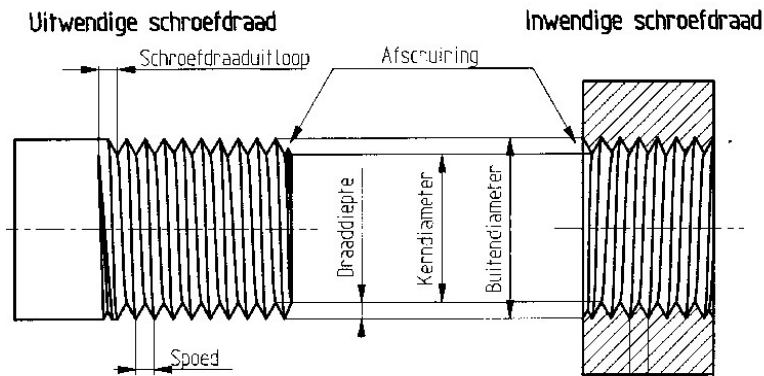 Uitwendige schroefdraad
Inwendige schroefdraad
Schroefdraaduitloop
Afschuining
Draaddiepte
Kerndiameter
Buitendiameter
Spoed